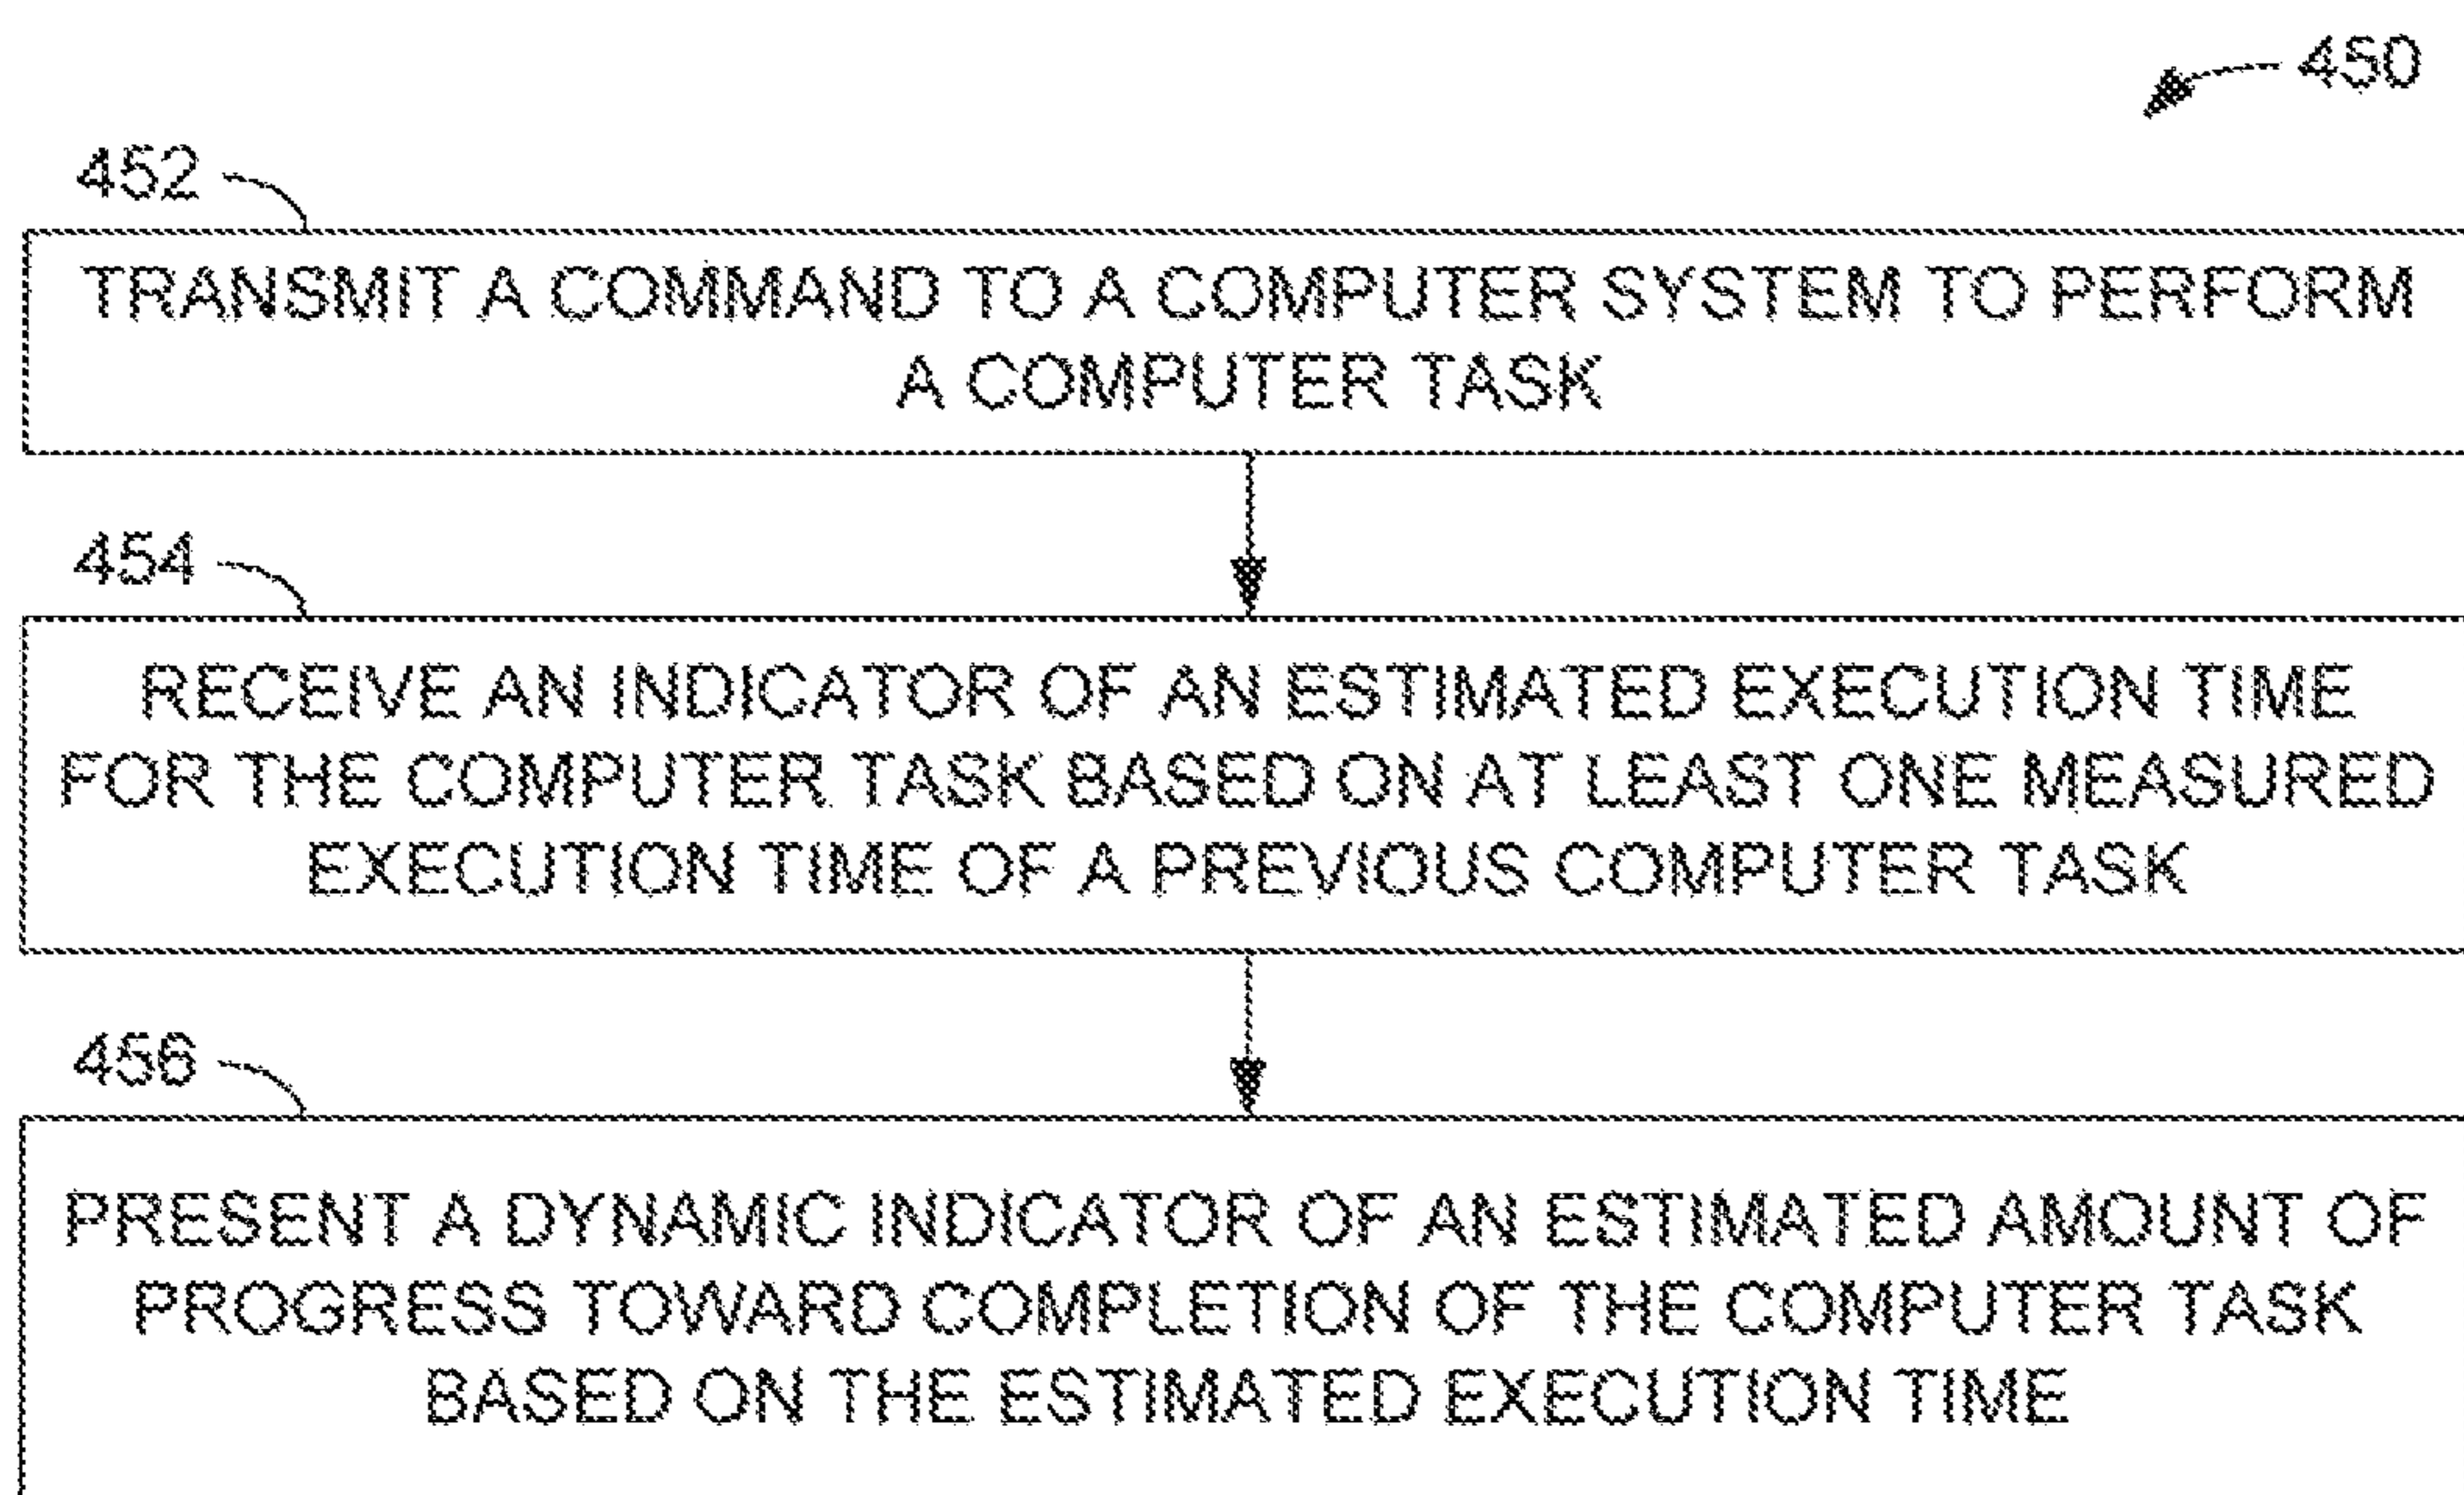 450
452
TRANSMIT A COMMAND TO A COMPUTER SYSTEM TO PERFORM
A COMPUTER TASK
454
RECEIVE AN INDICATOR OF AN ESTIMATED EXECUTION TIME
FOR THE COMPUTER TASK BASED ON AT LEAST ONE MEASURED
EXECUTION TIME OF A PREVIOUS COMPUTER TASK
456
PRESENT A DYNAMIC INDICATOR OF AN ESTIMATED AMOUNT OF
PROGRESS TOWARD COMPLETION OF THE COMPUTER TASK
BASED ON THE ESTIMATED EXECUTION TIME